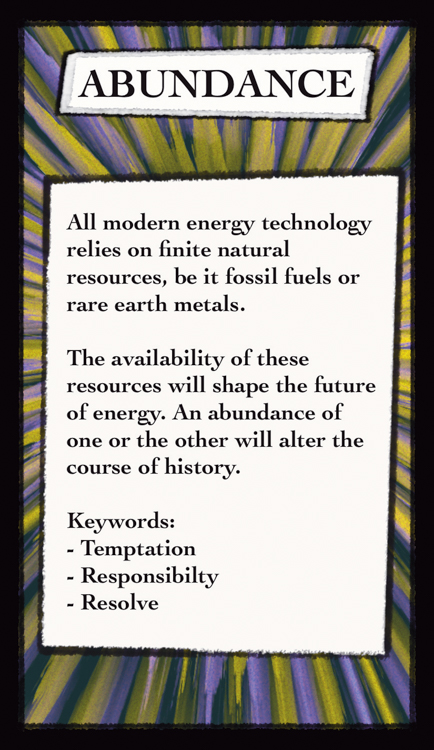 ABUNDANCE
All modern energy technology
relies on finite natural
resources, be it fossil fuels or
rare earth metals.
The availability of these
resources will shape the future
of energy. An abundance of
one or the other will alter the
course of history.
Keywords:
- Temptation
- Responsibilty
- Resolve